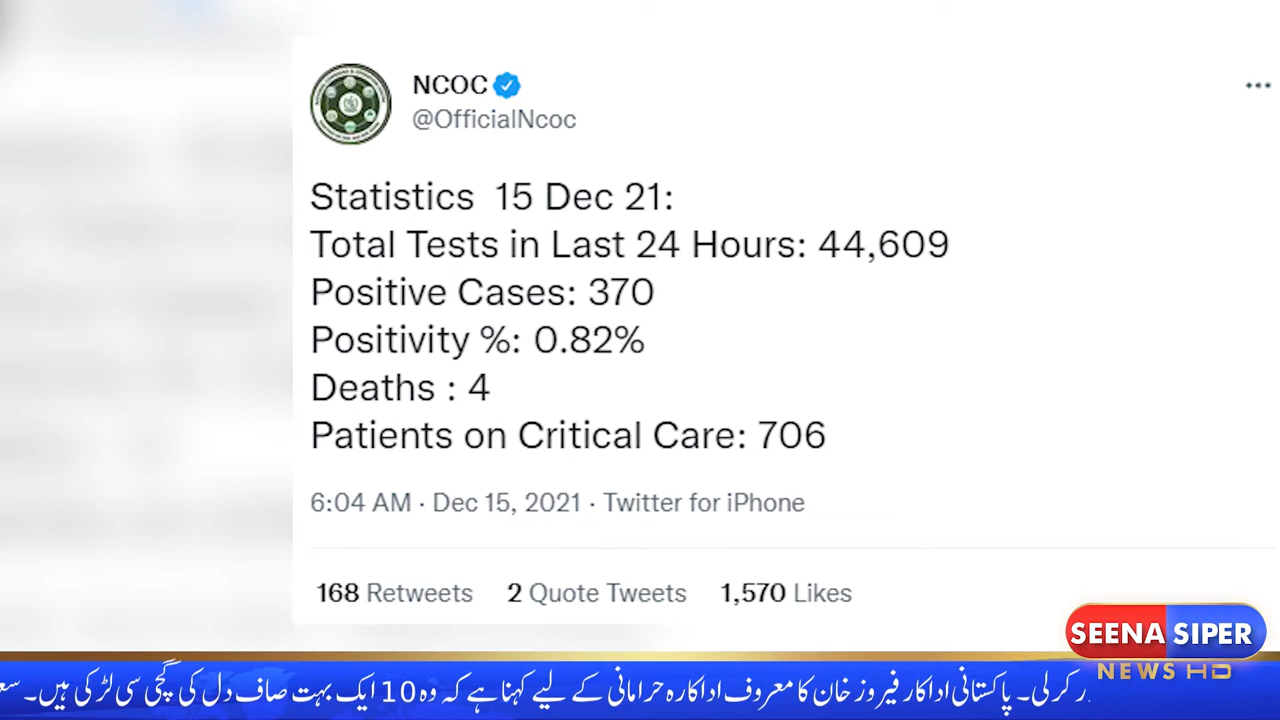 NCOC
@OfficialNcoc
Statistics 15 Dec 21:
Total Tests in Last 24 Hours: 44,609
Positive Cases: 370
Positivity %: 0.82%
Deaths : 4
Patients on Critical Care: 706
6:04 AM · Dec 15, 2021 · Twitter for iPhone
168 Retweets 2 Quote Tweets 1,570 Likes
SEENA SIPER
NEWS HD
کرلی۔ پاکستانی اداکار فیروز خان کا معروف اداکارہ حرا مانی کے لیے کہنا ہے کہ وہ 10 ایک بہت صاف دل کی گچی سی لڑکی ہیں۔